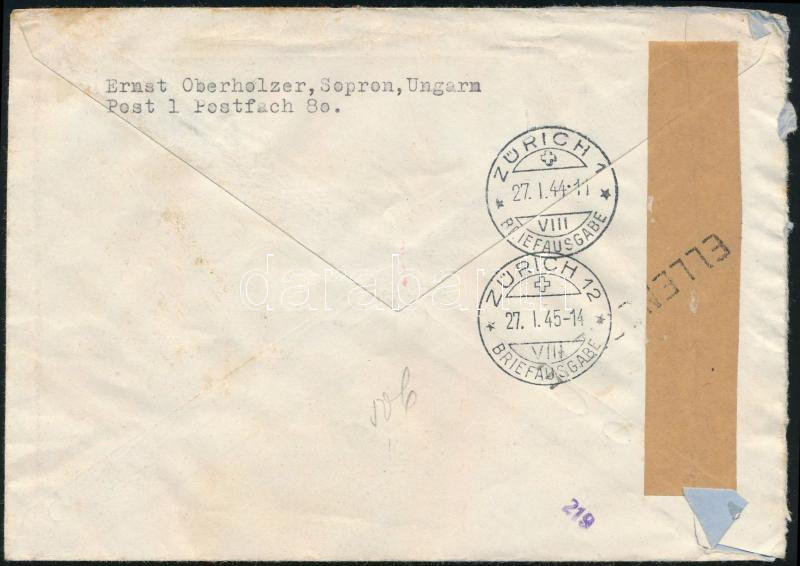 Ernst Oberholzer, Sopron, Ungarn
Post 1 Postfach 80.
ZÜRICH 1
27. I. 44-11
VIII
BRIEFAUSGABE
ZÜRICH 12
27. I. 45-14
VIII
BRIEFAUSGABE
219